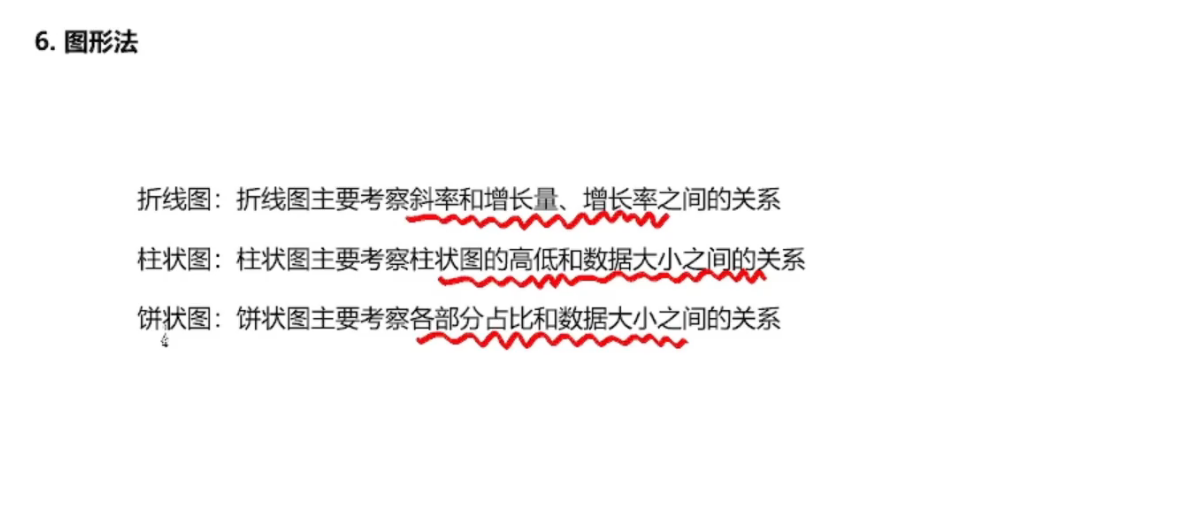 6. 图形法
折线图：折线图主要考察斜率和增长量、增长率之间的关系
柱状图：柱状图主要考察柱状图的高低和数据大小之间的关系
饼状图：饼状图主要考察各部分占比和数据大小之间的关系